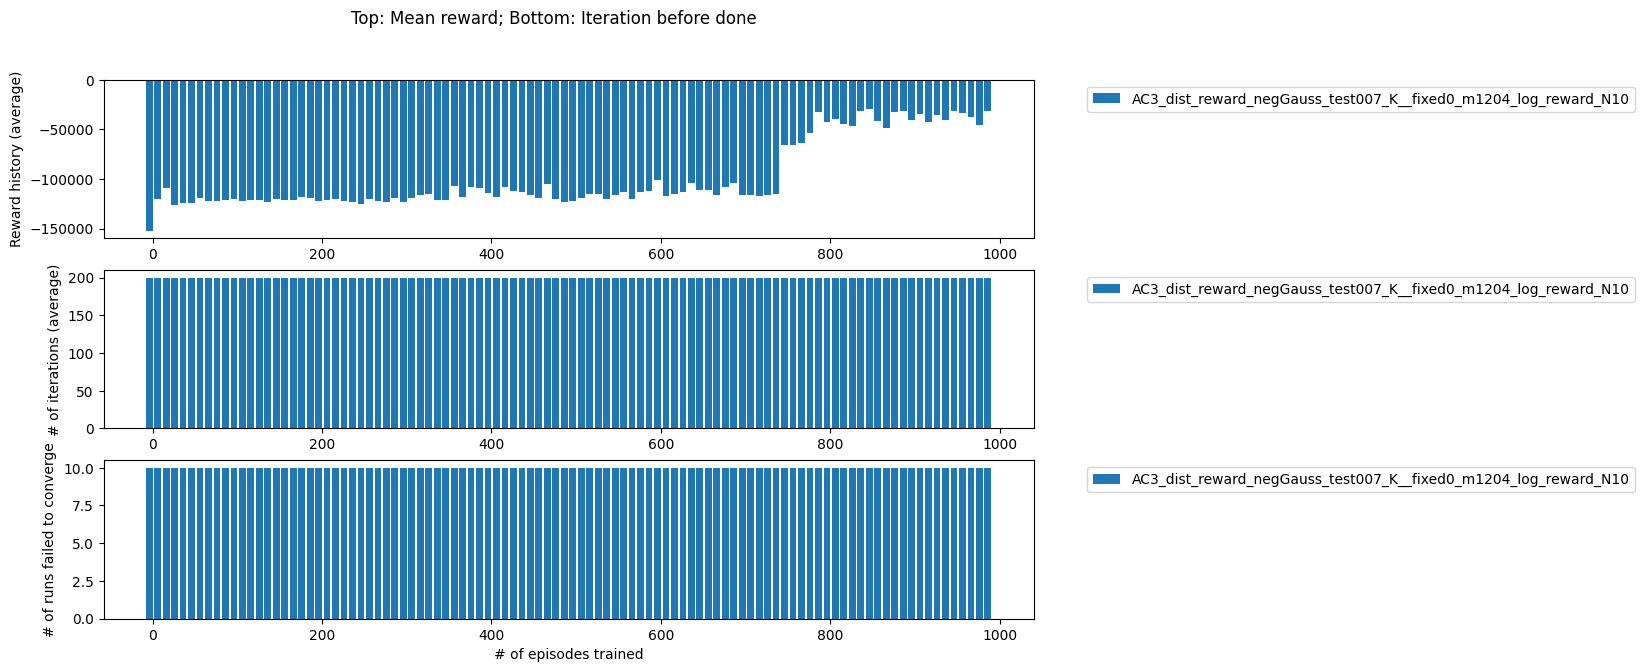 Top: Mean reward; Bottom: Iteration before done
Reward history (average)
0
−50000
−100000
−150000
0 200 400 600 800 1000
AC3_dist_reward_negGauss_test007_K__fixed0_m1204_log_reward_N10
# of iterations (average)
200
150
100
50
0
0 200 400 600 800 1000
AC3_dist_reward_negGauss_test007_K__fixed0_m1204_log_reward_N10
# of runs failed to converge
10.0
7.5
5.0
2.5
0.0
0 200 400 600 800 1000
AC3_dist_reward_negGauss_test007_K__fixed0_m1204_log_reward_N10
# of episodes trained